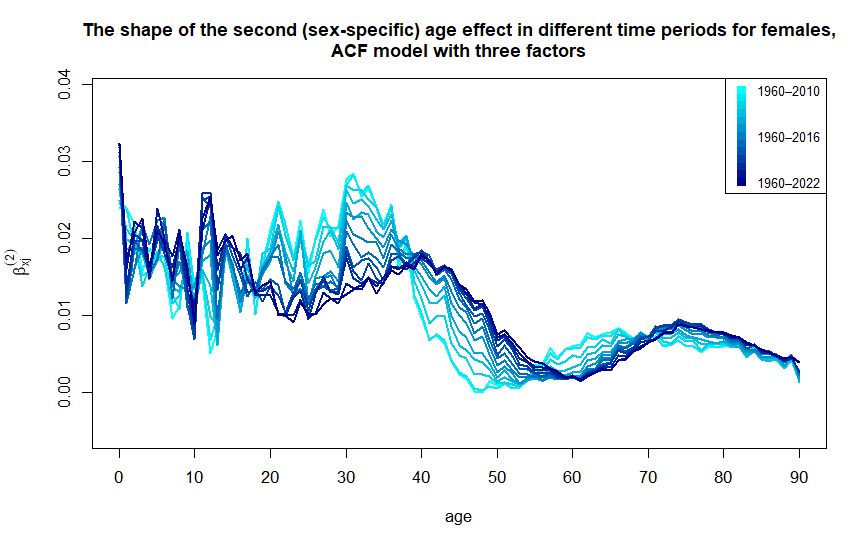 The shape of the second (sex-specific) age effect in different time periods for females,
ACF model with three factors
0.04
0.03
0.02
0.01
0.00
β_xj^(2)
1960–2010
1960–2016
1960–2022
0 10 20 30 40 50 60 70 80 90
age